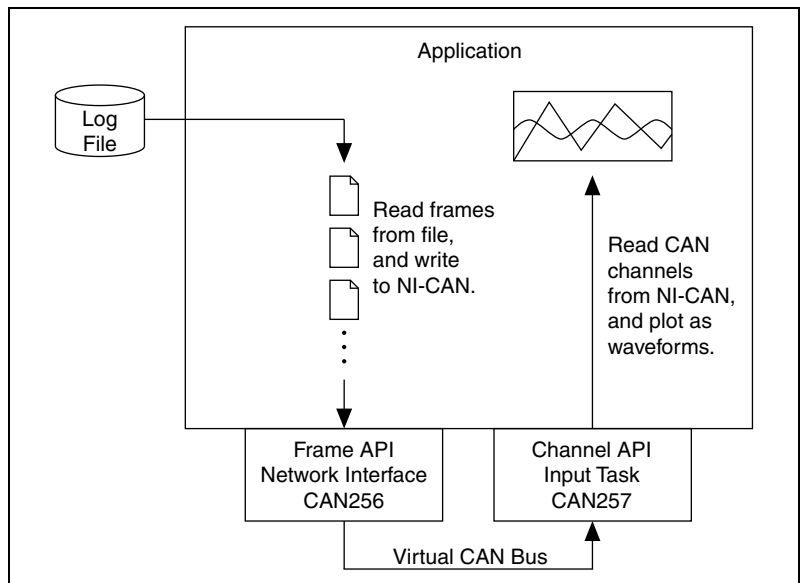 Application
Log
File
Read frames
from file,
and write
to NI-CAN.
Read CAN
channels
from NI-CAN,
and plot as
waveforms.
Frame API
Network Interface
CAN256
Channel API
Input Task
CAN257
Virtual CAN Bus